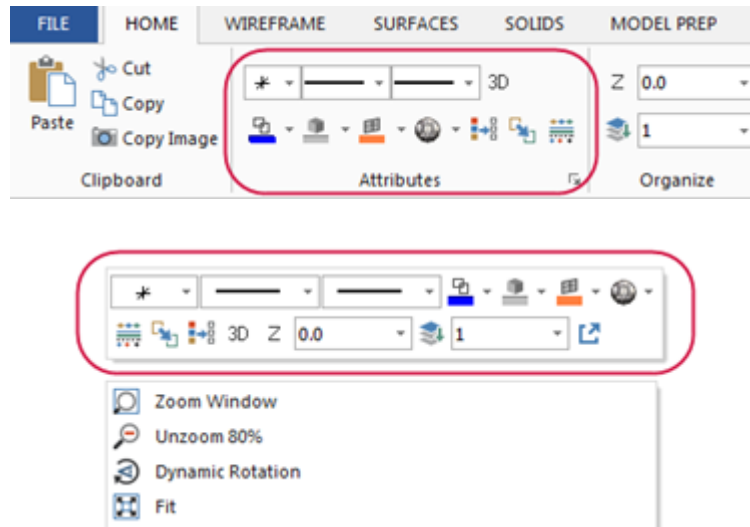 FILE HOME WIREFRAME SURFACES SOLIDS MODEL PREP
Cut
3D Z 0.0
Copy
Paste
Copy Image
1
Clipboard Attributes Organize
3D Z 0.0 1
Zoom Window
Unzoom 80%
Dynamic Rotation
Fit